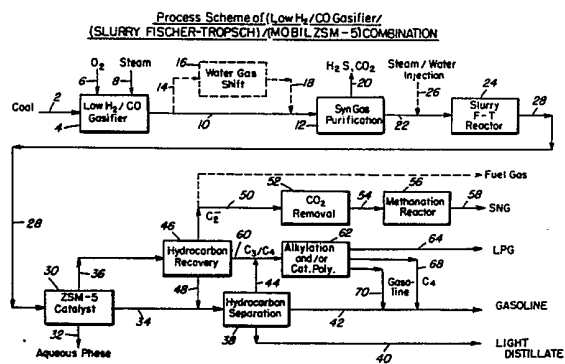 Process Scheme of (Low H2/CO Gasifier/
(SLURRY FISCHER-TROPSCH)/(MOBIL ZSM-5) COMBINATION
O2
Steam
6
8
16
Water Gas
Shift
14
18
H2S, CO2
20
Steam/Water
Injection
26
24
Coal
2
Low H2/CO
Gasifier
4
10
Syn Gas
Purification
12
22
Slurry
F-T
Reactor
28
Fuel Gas
28
C2-
50
52
CO2
Removal
54
56
Methanation
Reactor
58
SNG
46
Hydrocarbon
Recovery
60
C3/C4
62
Alkylation
and/or
Cat. Poly.
64
LPG
68
C4
Gaso-
line
70
36
48
44
30
ZSM-5
Catalyst
34
Hydrocarbon
Separation
38
42
GASOLINE
32
Aqueous Phase
40
LIGHT
DISTILLATE